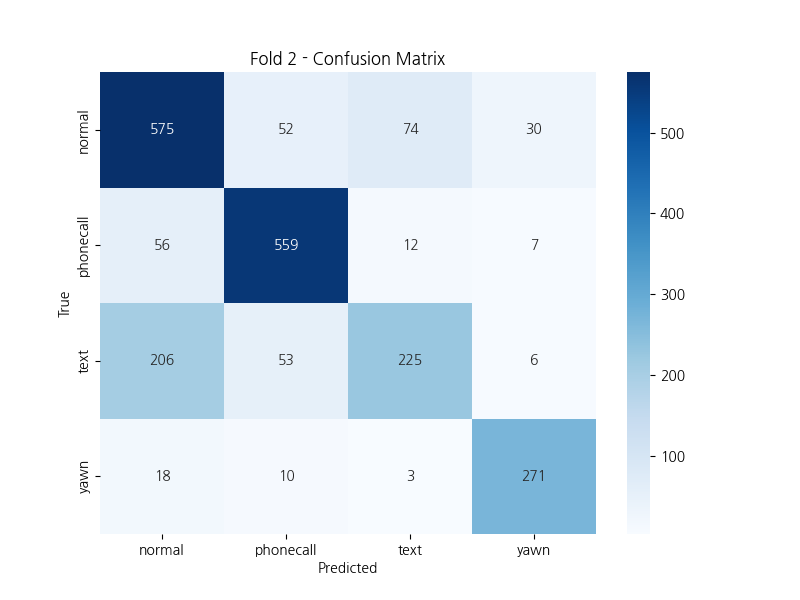 Fold 2 - Confusion Matrix
normal 575 52 74 30
phonecall 56 559 12 7
text 206 53 225 6
yawn 18 10 3 271
True
normal phonecall text yawn
Predicted
500
400
300
200
100